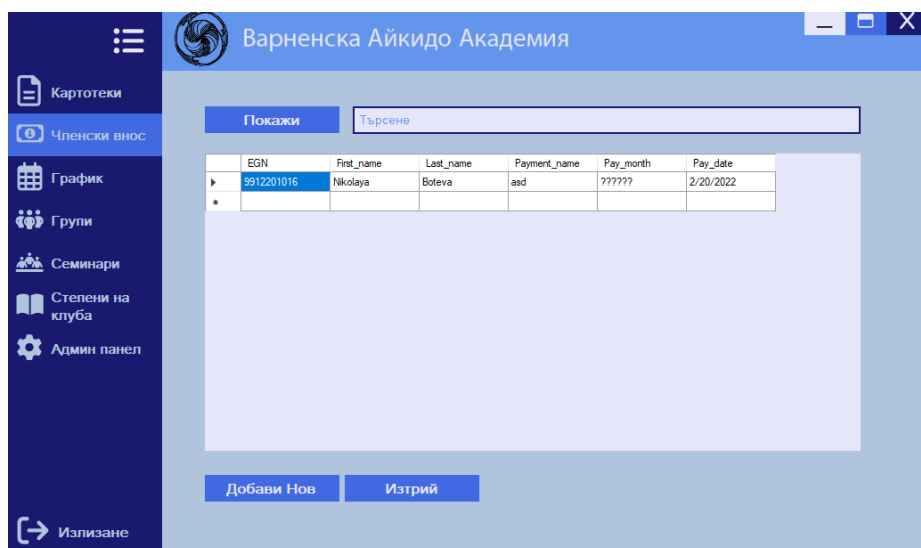 Варненска Айкидо Академия
X
Картотеки
Членски внос
График
Групи
Семинари
Степени на
клуба
Админ панел
Излизане
Покажи
Търсене
EGN First_name Last_name Payment_name Pay_month Pay_date
9912201016 Nikolaya Boteva asd ?????? 2/20/2022
Добави Нов
Изтрий